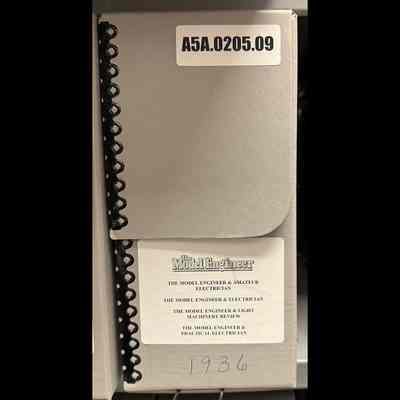 A5A.0205.09
THE
Model Engineer
THE MODEL ENGINEER & AMATEUR
ELECTRICIAN
THE MODEL ENGINEER & ELECTRICIAN
THE MODEL ENGINEER & LIGHT
MACHINERY REVIEW
THE MODEL ENGINEER &
PRACTICAL ELECTRICIAN
1936